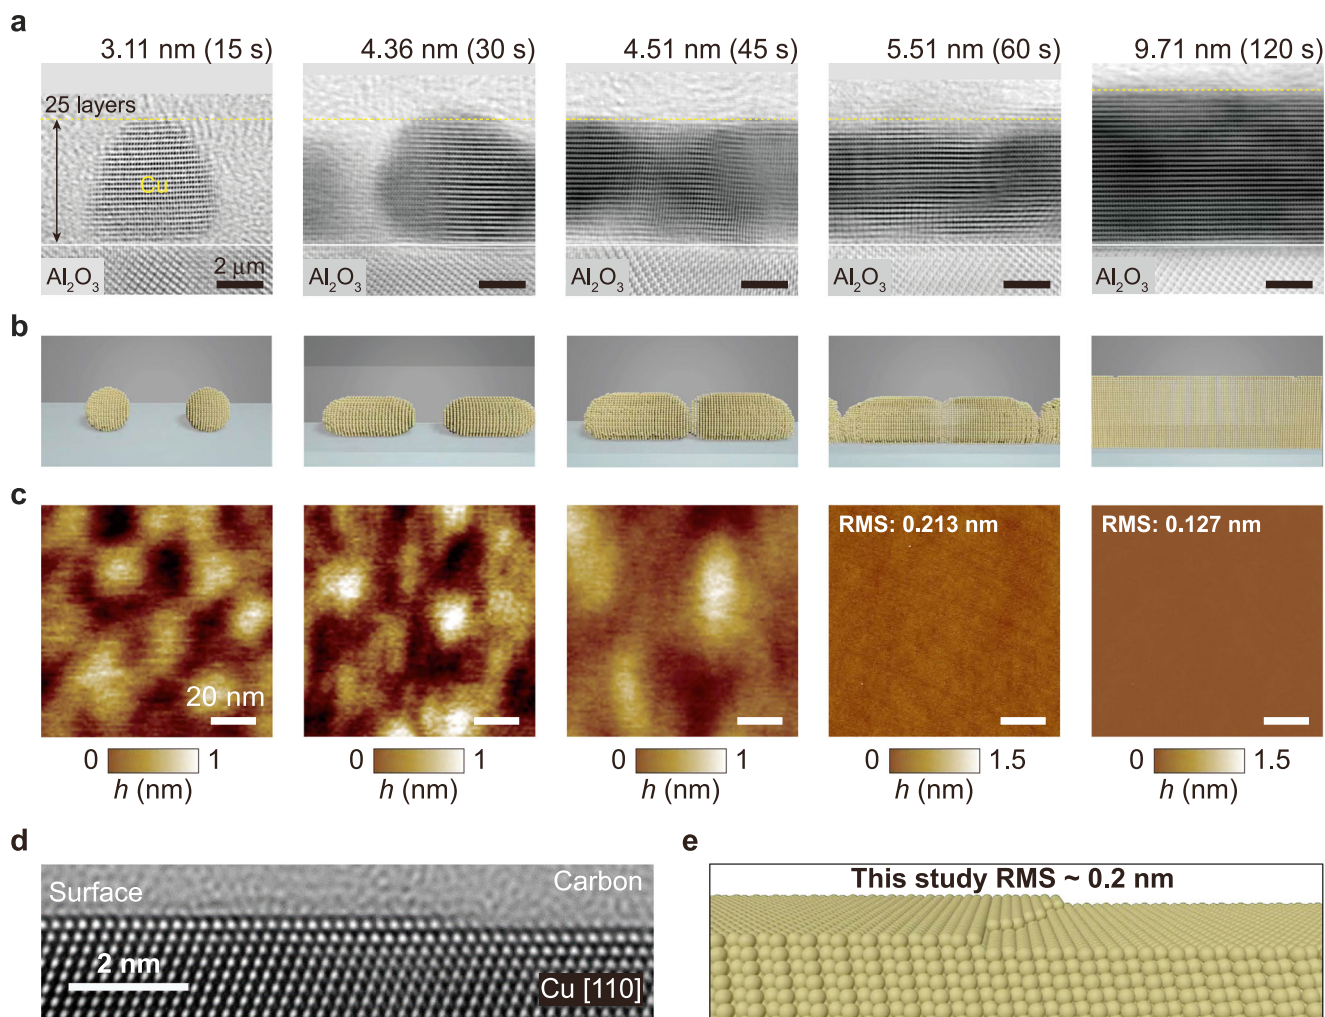 a
3.11 nm (15 s)
4.36 nm (30 s)
4.51 nm (45 s)
5.51 nm (60 s)
9.71 nm (120 s)
25 layers
Cu
Al₂O₃
2 μm
Al₂O₃
Al₂O₃
Al₂O₃
Al₂O₃
b
c
20 nm
RMS: 0.213 nm
RMS: 0.127 nm
0 1
h (nm)
0 1
h (nm)
0 1
h (nm)
0 1.5
h (nm)
0 1.5
h (nm)
d
Surface
Carbon
2 nm
Cu [110]
e
This study RMS ~ 0.2 nm